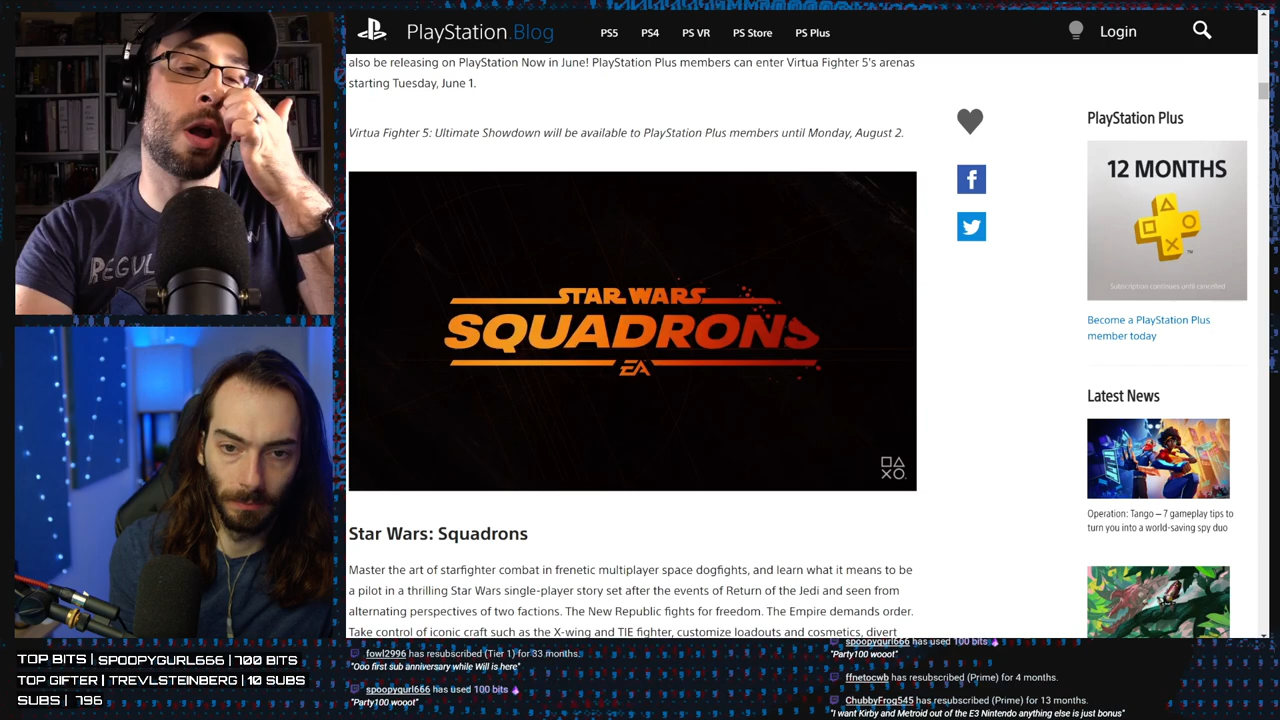 PlayStation.Blog
PS5
PS4
PS VR
PS Store
PS Plus
Login
also be releasing on PlayStation Now in June! PlayStation Plus members can enter Virtua Fighter 5's arenas
starting Tuesday, June 1.
Virtua Fighter 5: Ultimate Showdown will be available to PlayStation Plus members until Monday, August 2.
STAR WARS
SQUADRONS
EA
Star Wars: Squadrons
Master the art of starfighter combat in frenetic multiplayer space dogfights, and learn what it means to be
a pilot in a thrilling Star Wars single-player story set after the events of Return of the Jedi and seen from
alternating perspectives of two factions. The New Republic fights for freedom. The Empire demands order.
Take control of iconic craft such as the X-wing and TIE fighter, customize loadouts and cosmetics, divert
PlayStation Plus
12 MONTHS
Subscription continues until cancelled
Become a PlayStation Plus
member today
Latest News
Operation: Tango – 7 gameplay tips to
turn you into a world-saving spy duo
REGUL
TOP BITS | SPOOPYGURL666 | 700 BITS
TOP GIFTER | TREVLSTEINBERG | 10 SUBS
SUBS | 796
fowl2996 has resubscribed (Tier 1) for 33 months.
"Ooo first sub anniversary while Will is here"
spoopygurl666 has used 100 bits
"Party100 wooot"
spoopygurl666 has used 100 bits
"Party100 wooot"
ffnetocwb has resubscribed (Prime) for 4 months.
ChubbyFrog545 has resubscribed (Prime) for 13 months.
"I want Kirby and Metroid out of the E3 Nintendo anything else is just bonus"